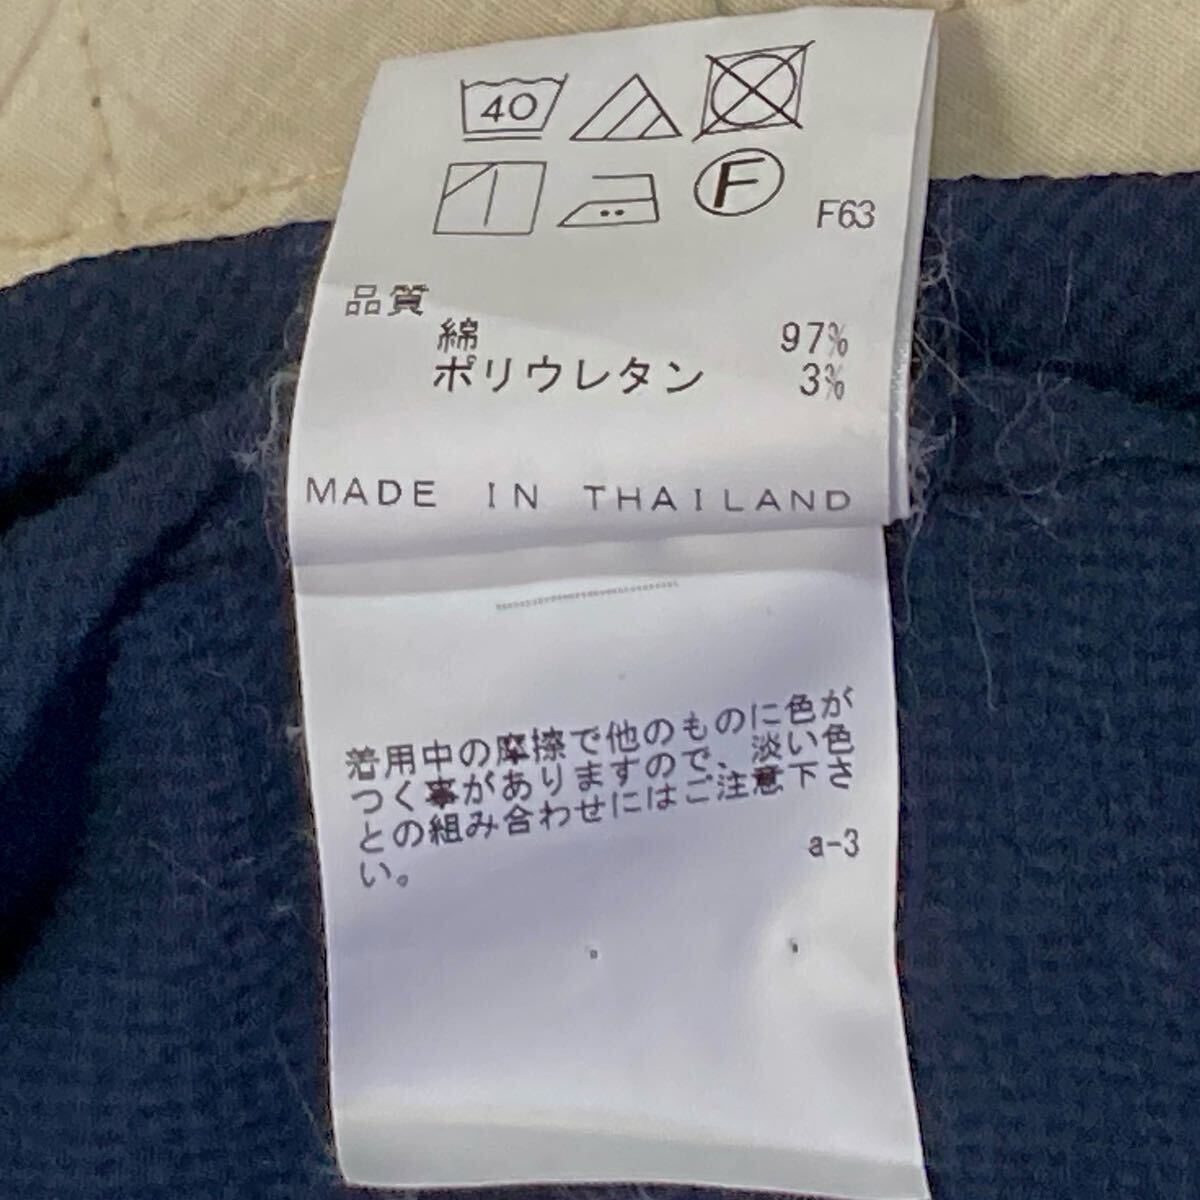 40
F
F63
品質
綿 97%
ポリウレタン 3%
MADE IN THAILAND
着用中の摩擦で他のものに色が
つく事がありますので、淡い色
との組み合わせにはご注意下さ
い。
a-3